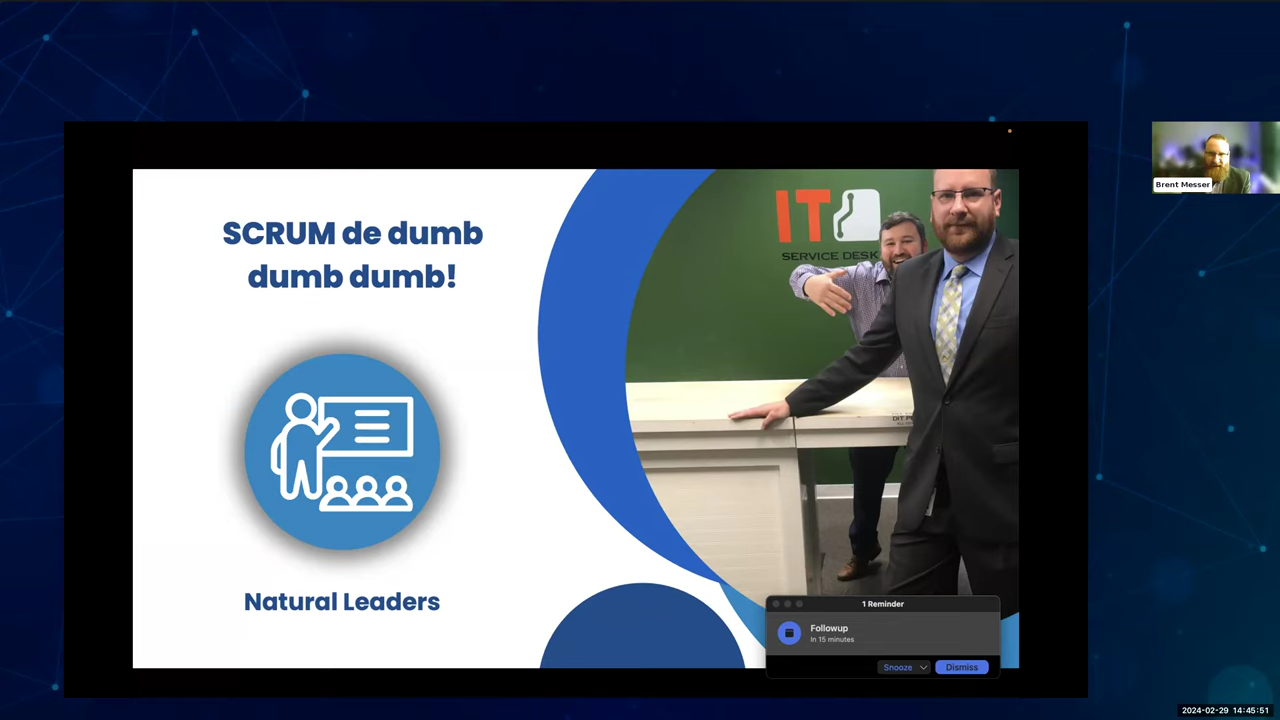 SCRUM de dumb
dumb dumb!
Natural Leaders
IT
SERVICE DESK
1 Reminder
Followup
In 15 minutes
Snooze
Dismiss
Brent Messer
2024-02-29 14:45:51